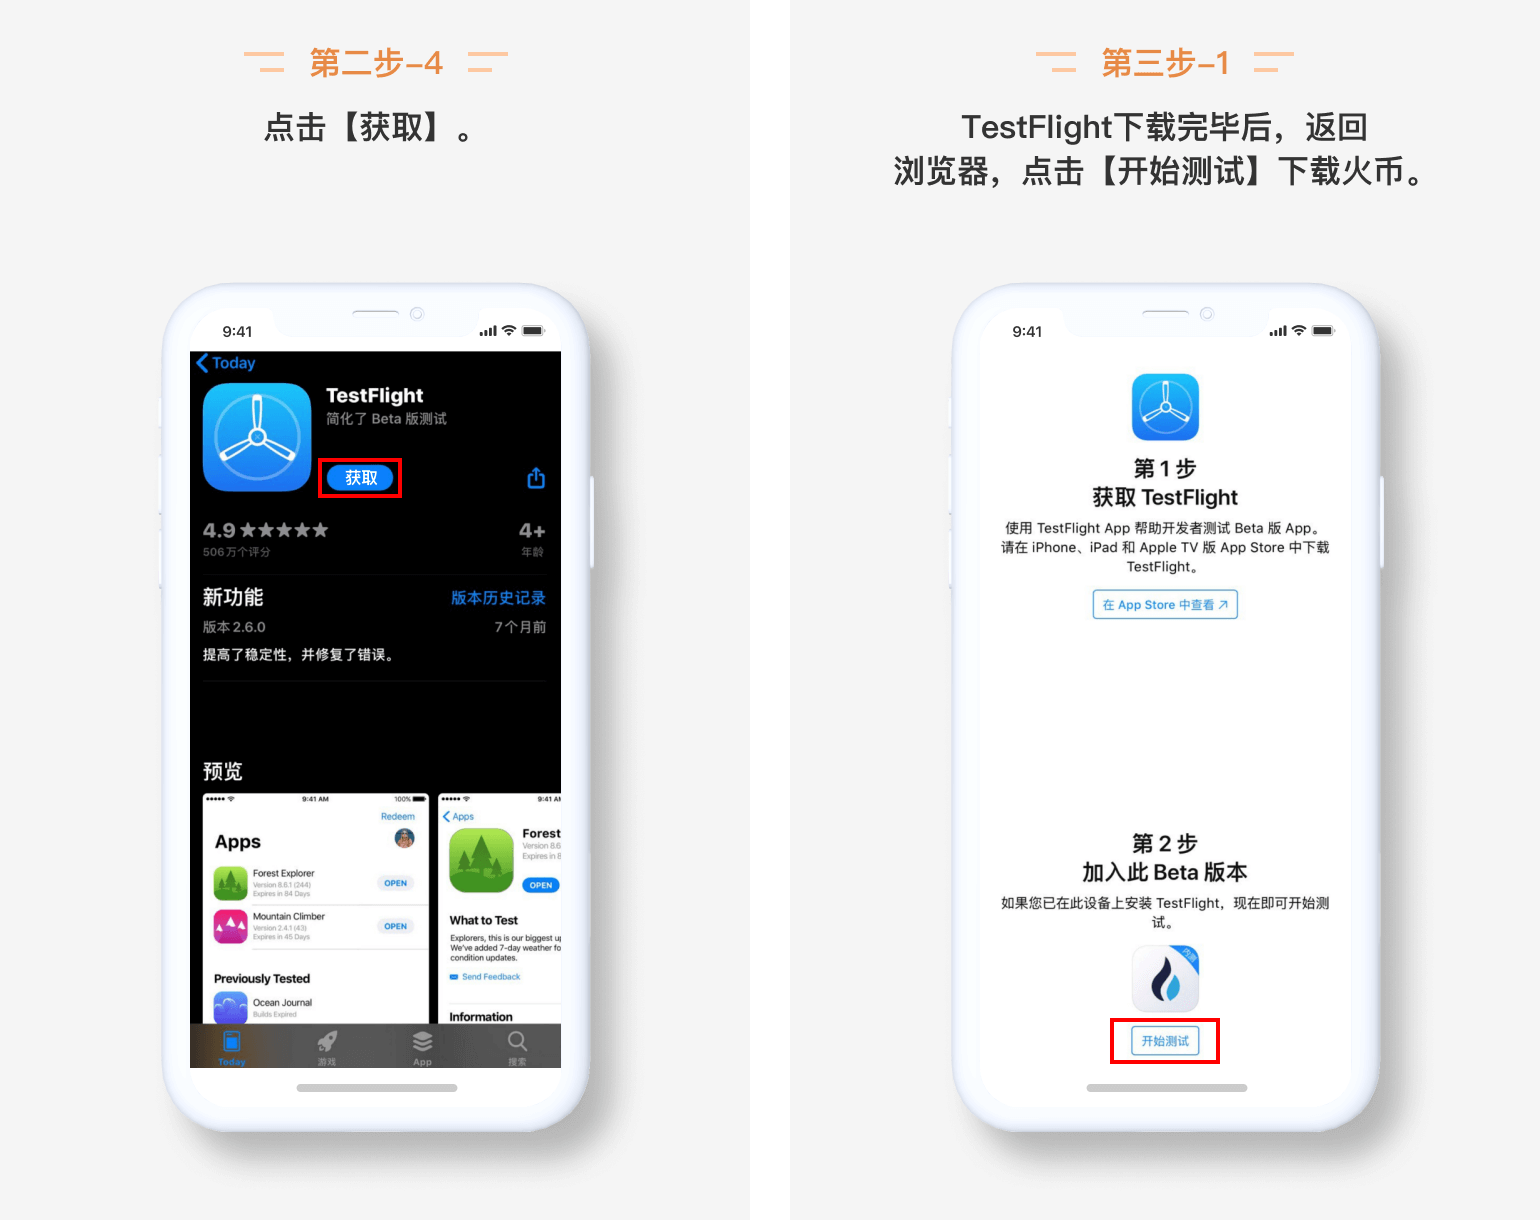 第二步-4
点击【获取】。
9:41
Today
TestFlight
简化了 Beta 版测试
获取
4.9★★★★★
4+
506万个评分
年龄
新功能
版本历史记录
版本 2.6.0
7 个月前
提高了稳定性，并修复了错误。
预览
9:41 AM
100%
Redeem
Apps
Forest Explorer
Version 8.6.1 (244)
Expires in 84 Days
OPEN
Mountain Climber
Version 2.4.1 (43)
Expires in 45 Days
OPEN
Previously Tested
Ocean Journal
Builds Expired
9:41 AM
Apps
Forest
Version 8.6
Expires in 8
OPEN
What to Test
Explorers, this is our biggest up
We've added 7-day weather fo
condition updates.
Send Feedback
Information
Today
游戏
App
搜索
第三步-1
TestFlight下载完毕后，返回
浏览器，点击【开始测试】下载火币。
9:41
第 1 步
获取 TestFlight
使用 TestFlight App 帮助开发者测试 Beta 版 App。
请在 iPhone、iPad 和 Apple TV 版 App Store 中下载
TestFlight。
在 App Store 中查看 ↗
第 2 步
加入此 Beta 版本
如果您已在此设备上安装 TestFlight，现在即可开始测
试。
内测
开始测试